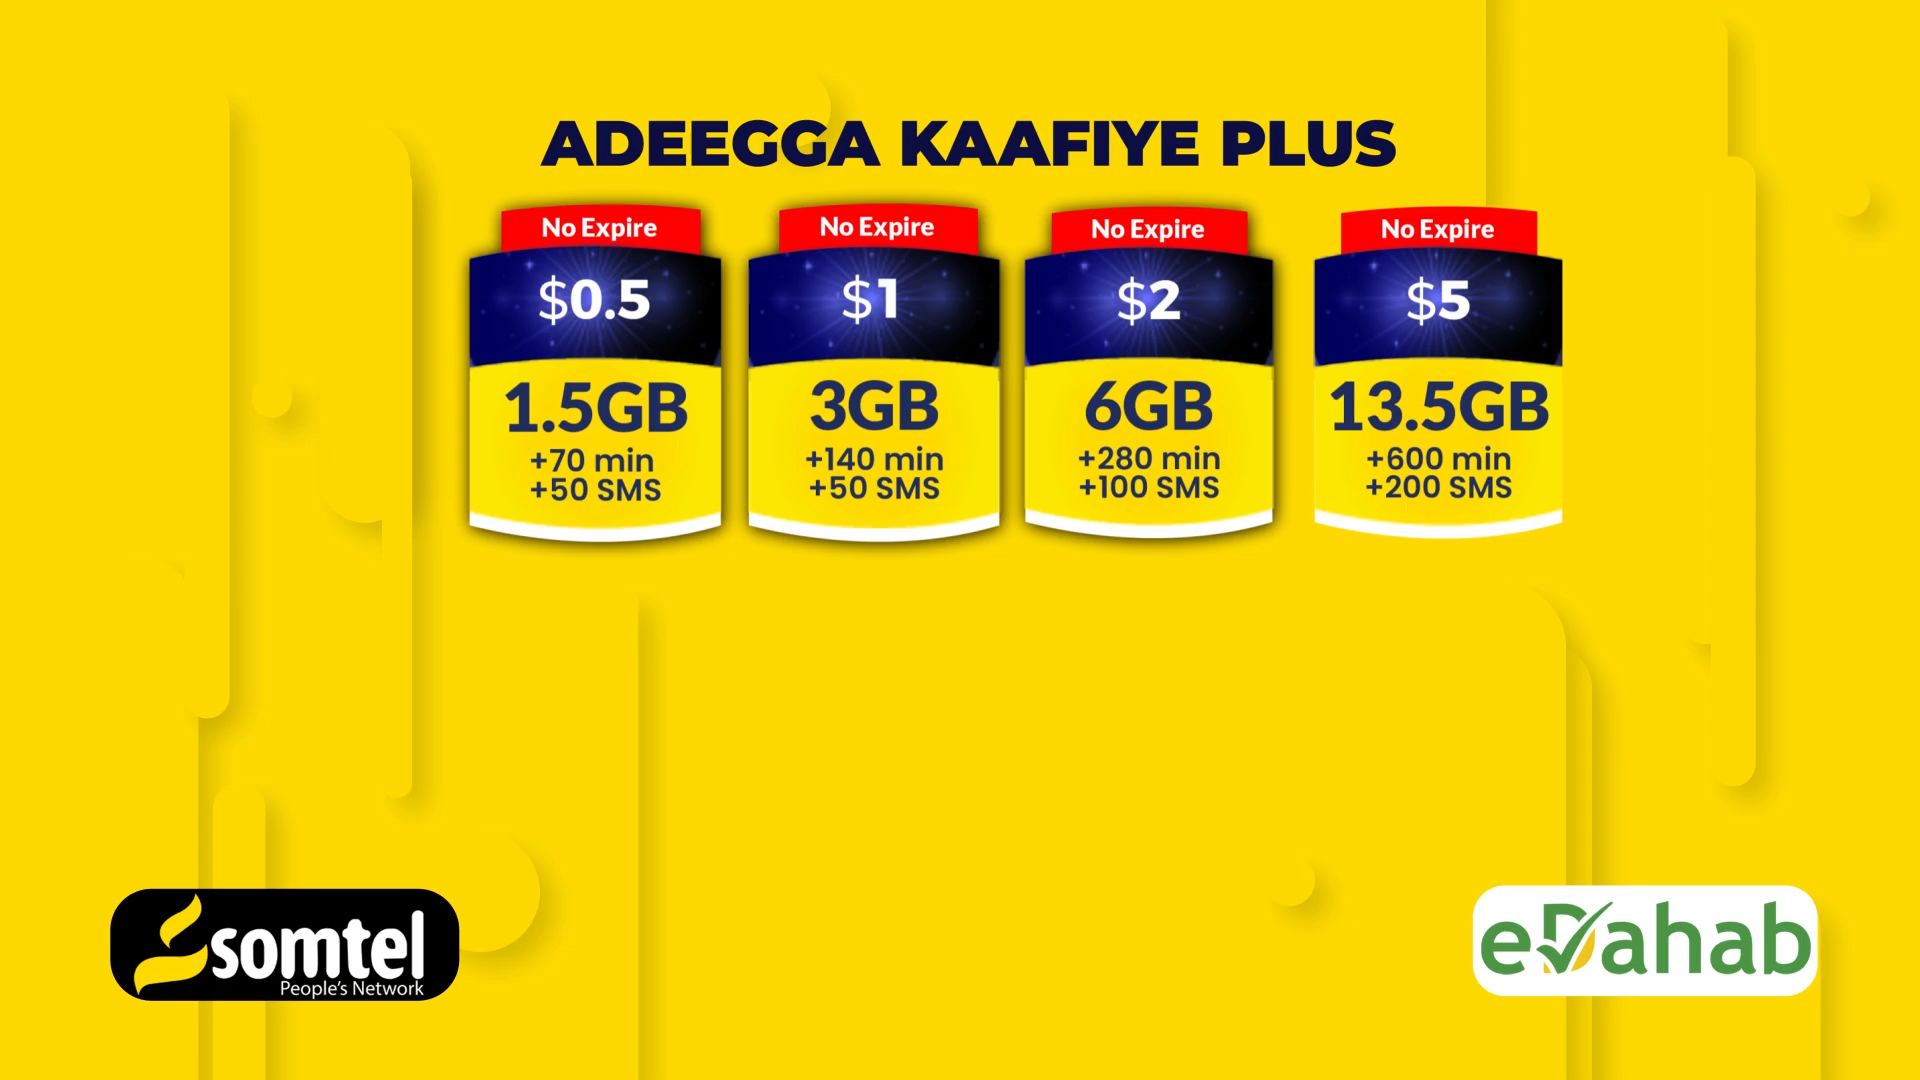 ADEEGGA KAAFIYE PLUS
No Expire
$0.5
1.5GB
+70 min
+50 SMS
No Expire
$1
3GB
+140 min
+50 SMS
No Expire
$2
6GB
+280 min
+100 SMS
No Expire
$5
13.5GB
+600 min
+200 SMS
somtel
People's Network
eDahab